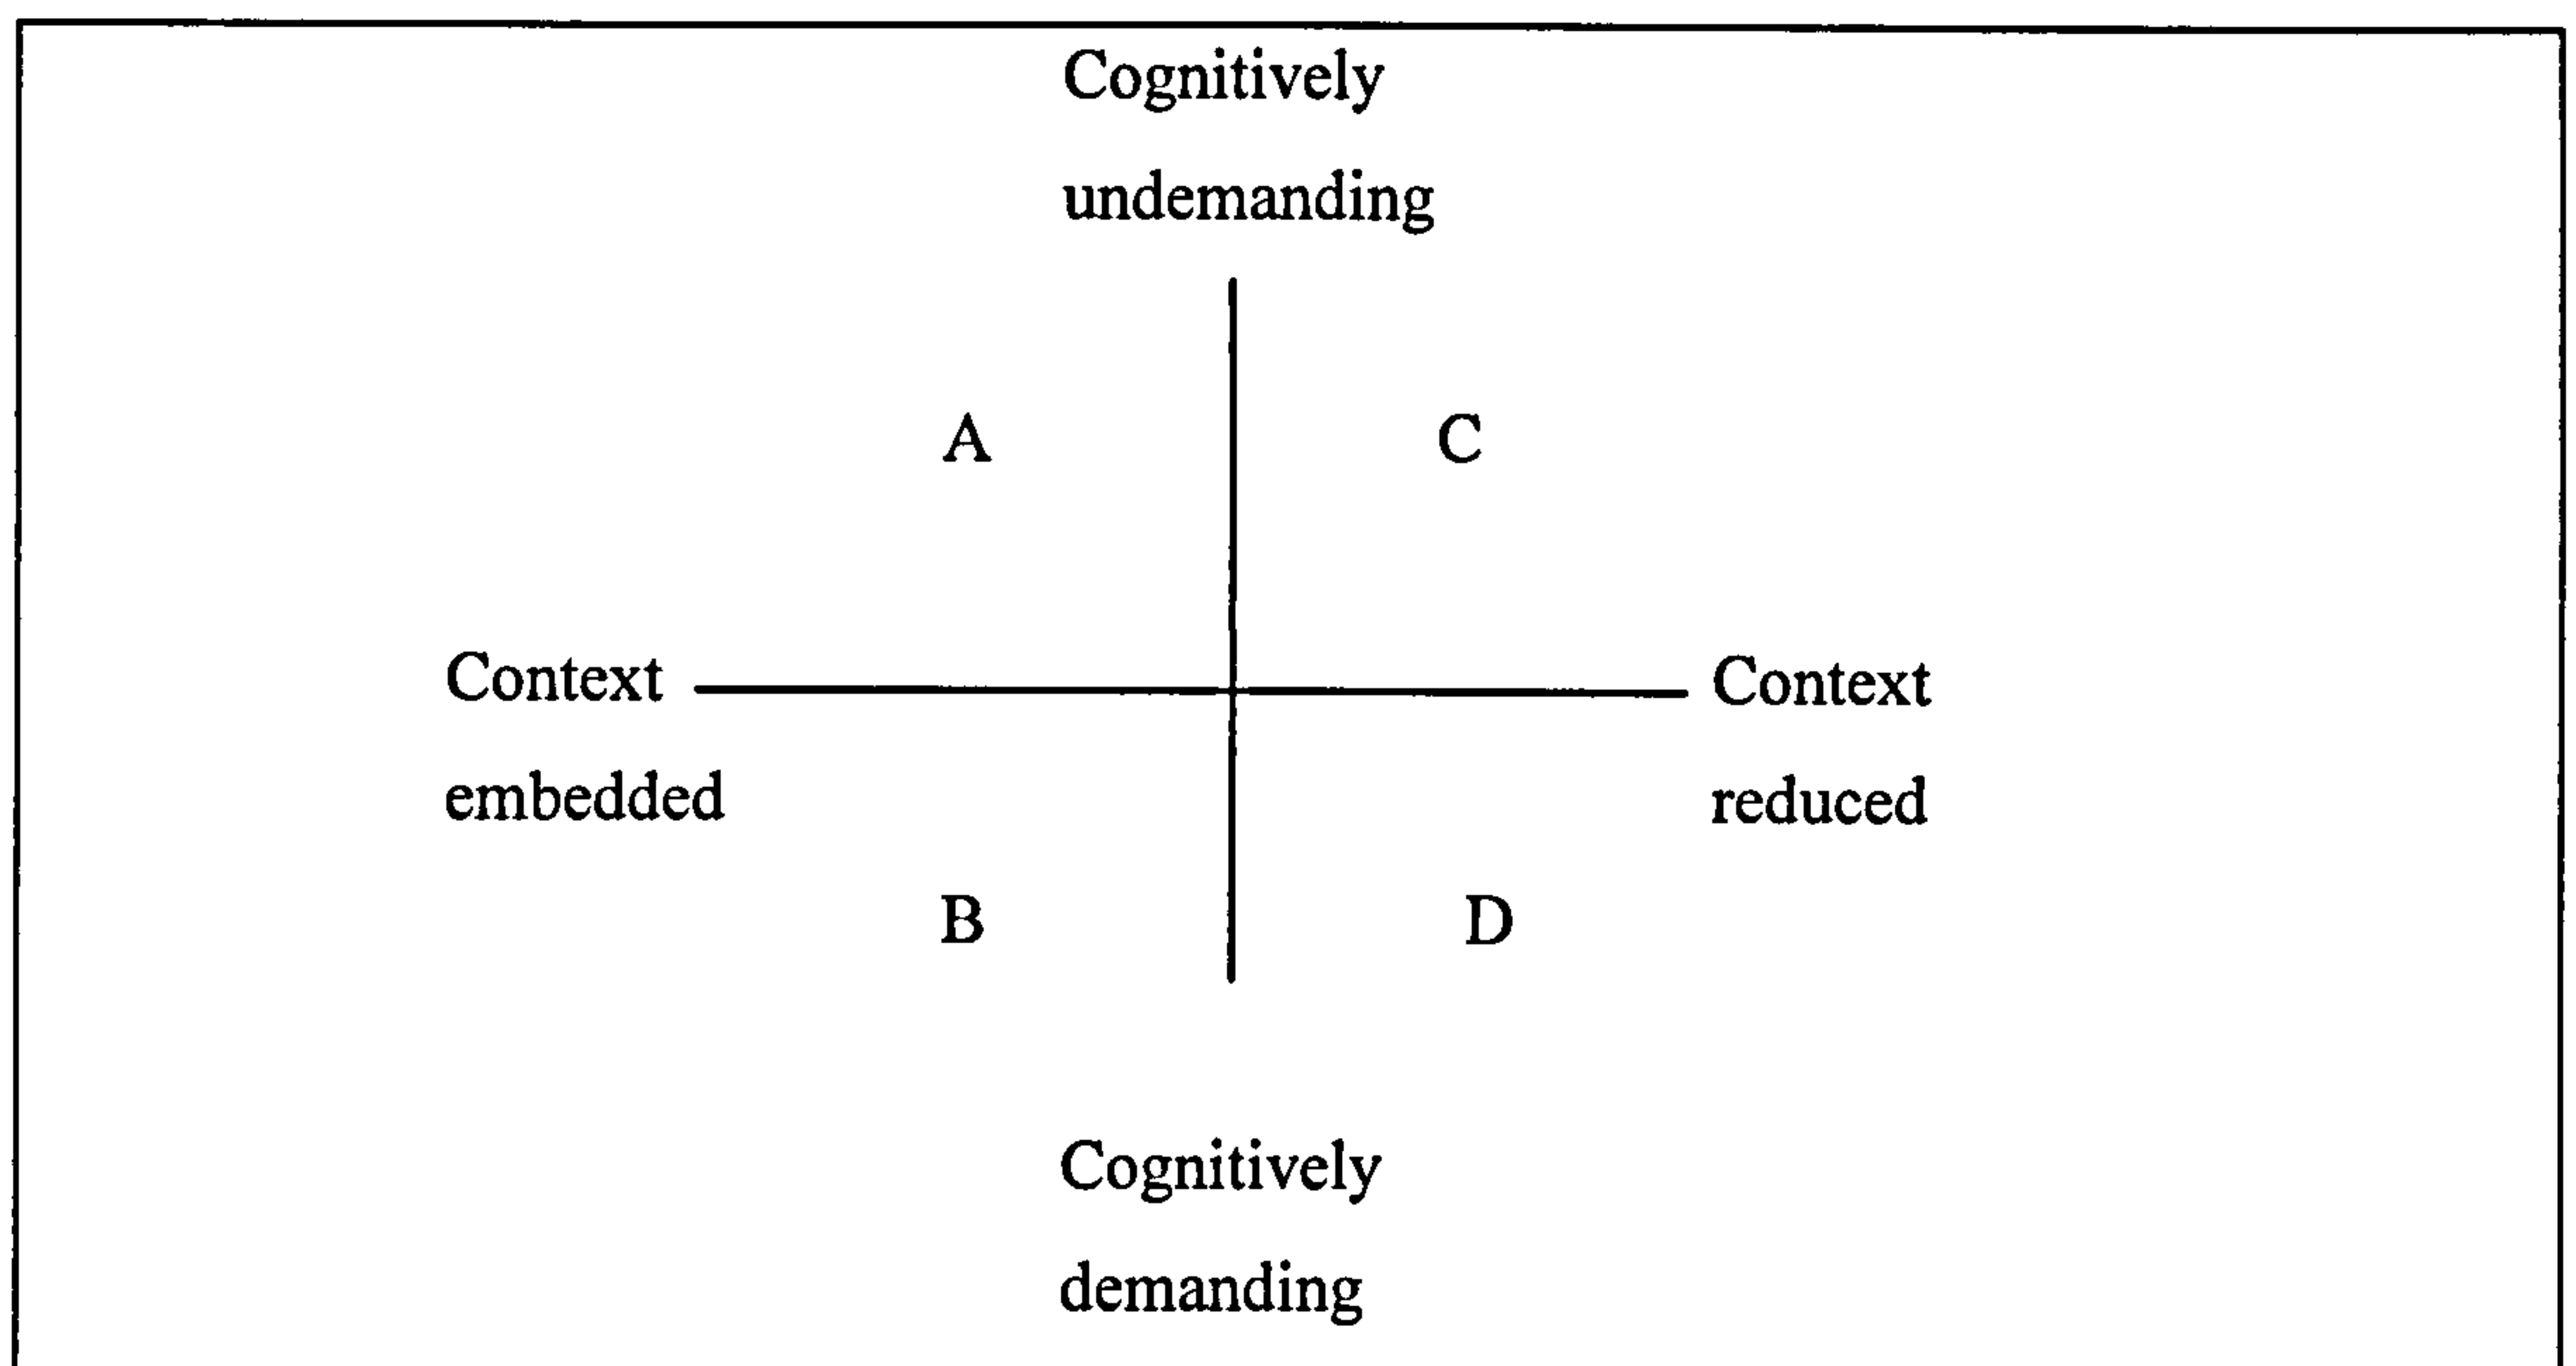 Cognitively
undemanding
A C
Context Context
embedded reduced
B D
Cognitively
demanding